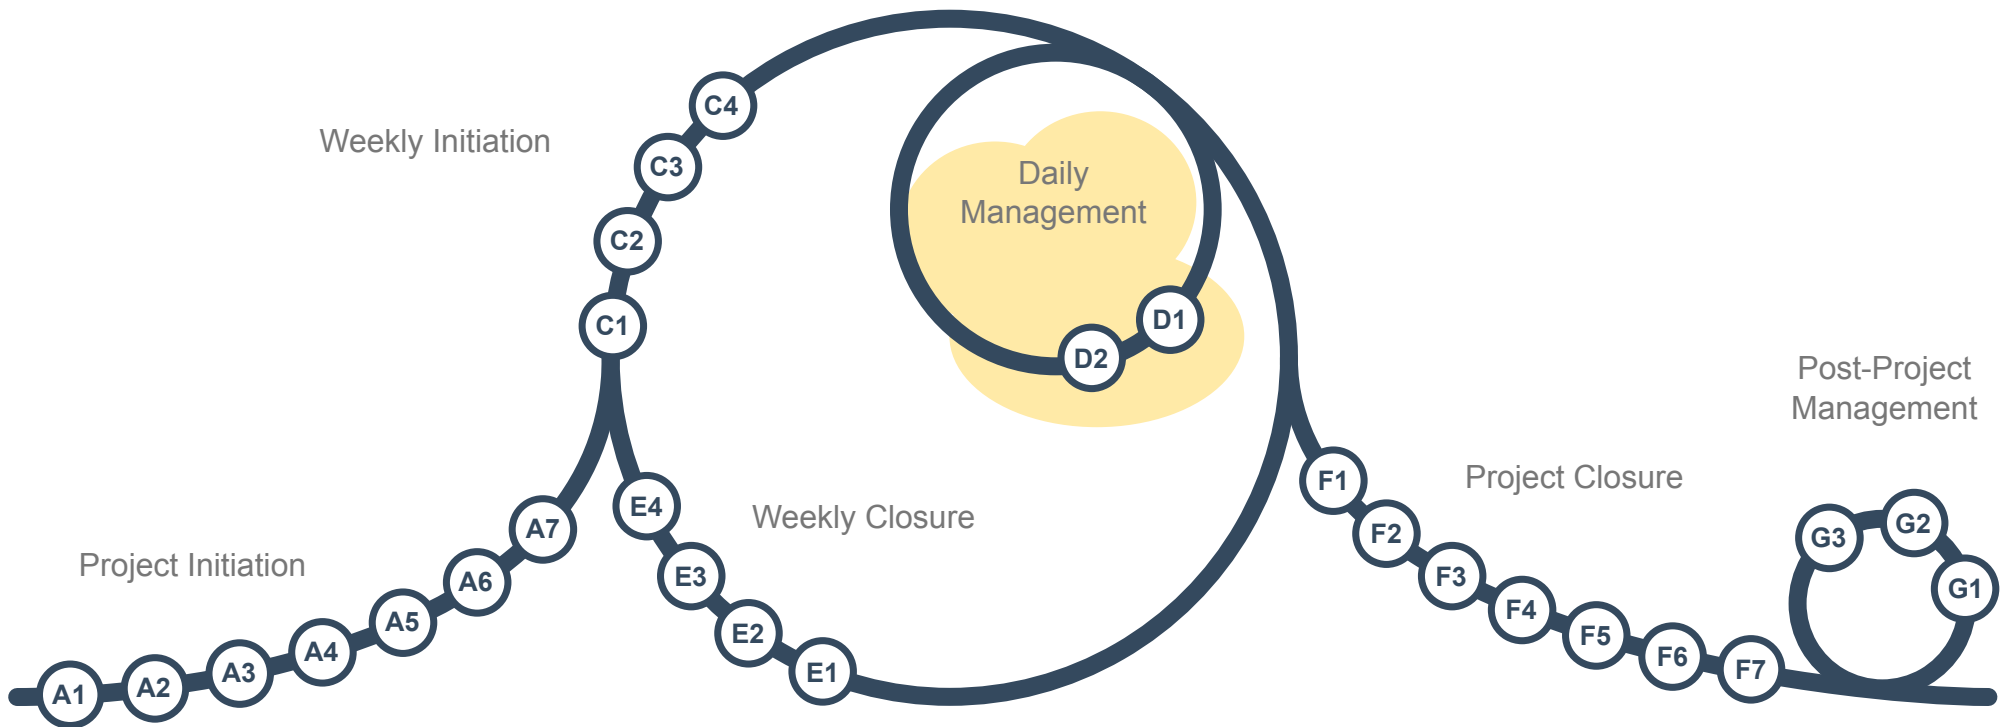 Project Initiation
A1
A2
A3
A4
A5
A6
A7
Weekly Initiation
C1
C2
C3
C4
Daily
Management
D1
D2
Weekly Closure
E1
E2
E3
E4
Project Closure
F1
F2
F3
F4
F5
F6
F7
Post-Project
Management
G1
G2
G3